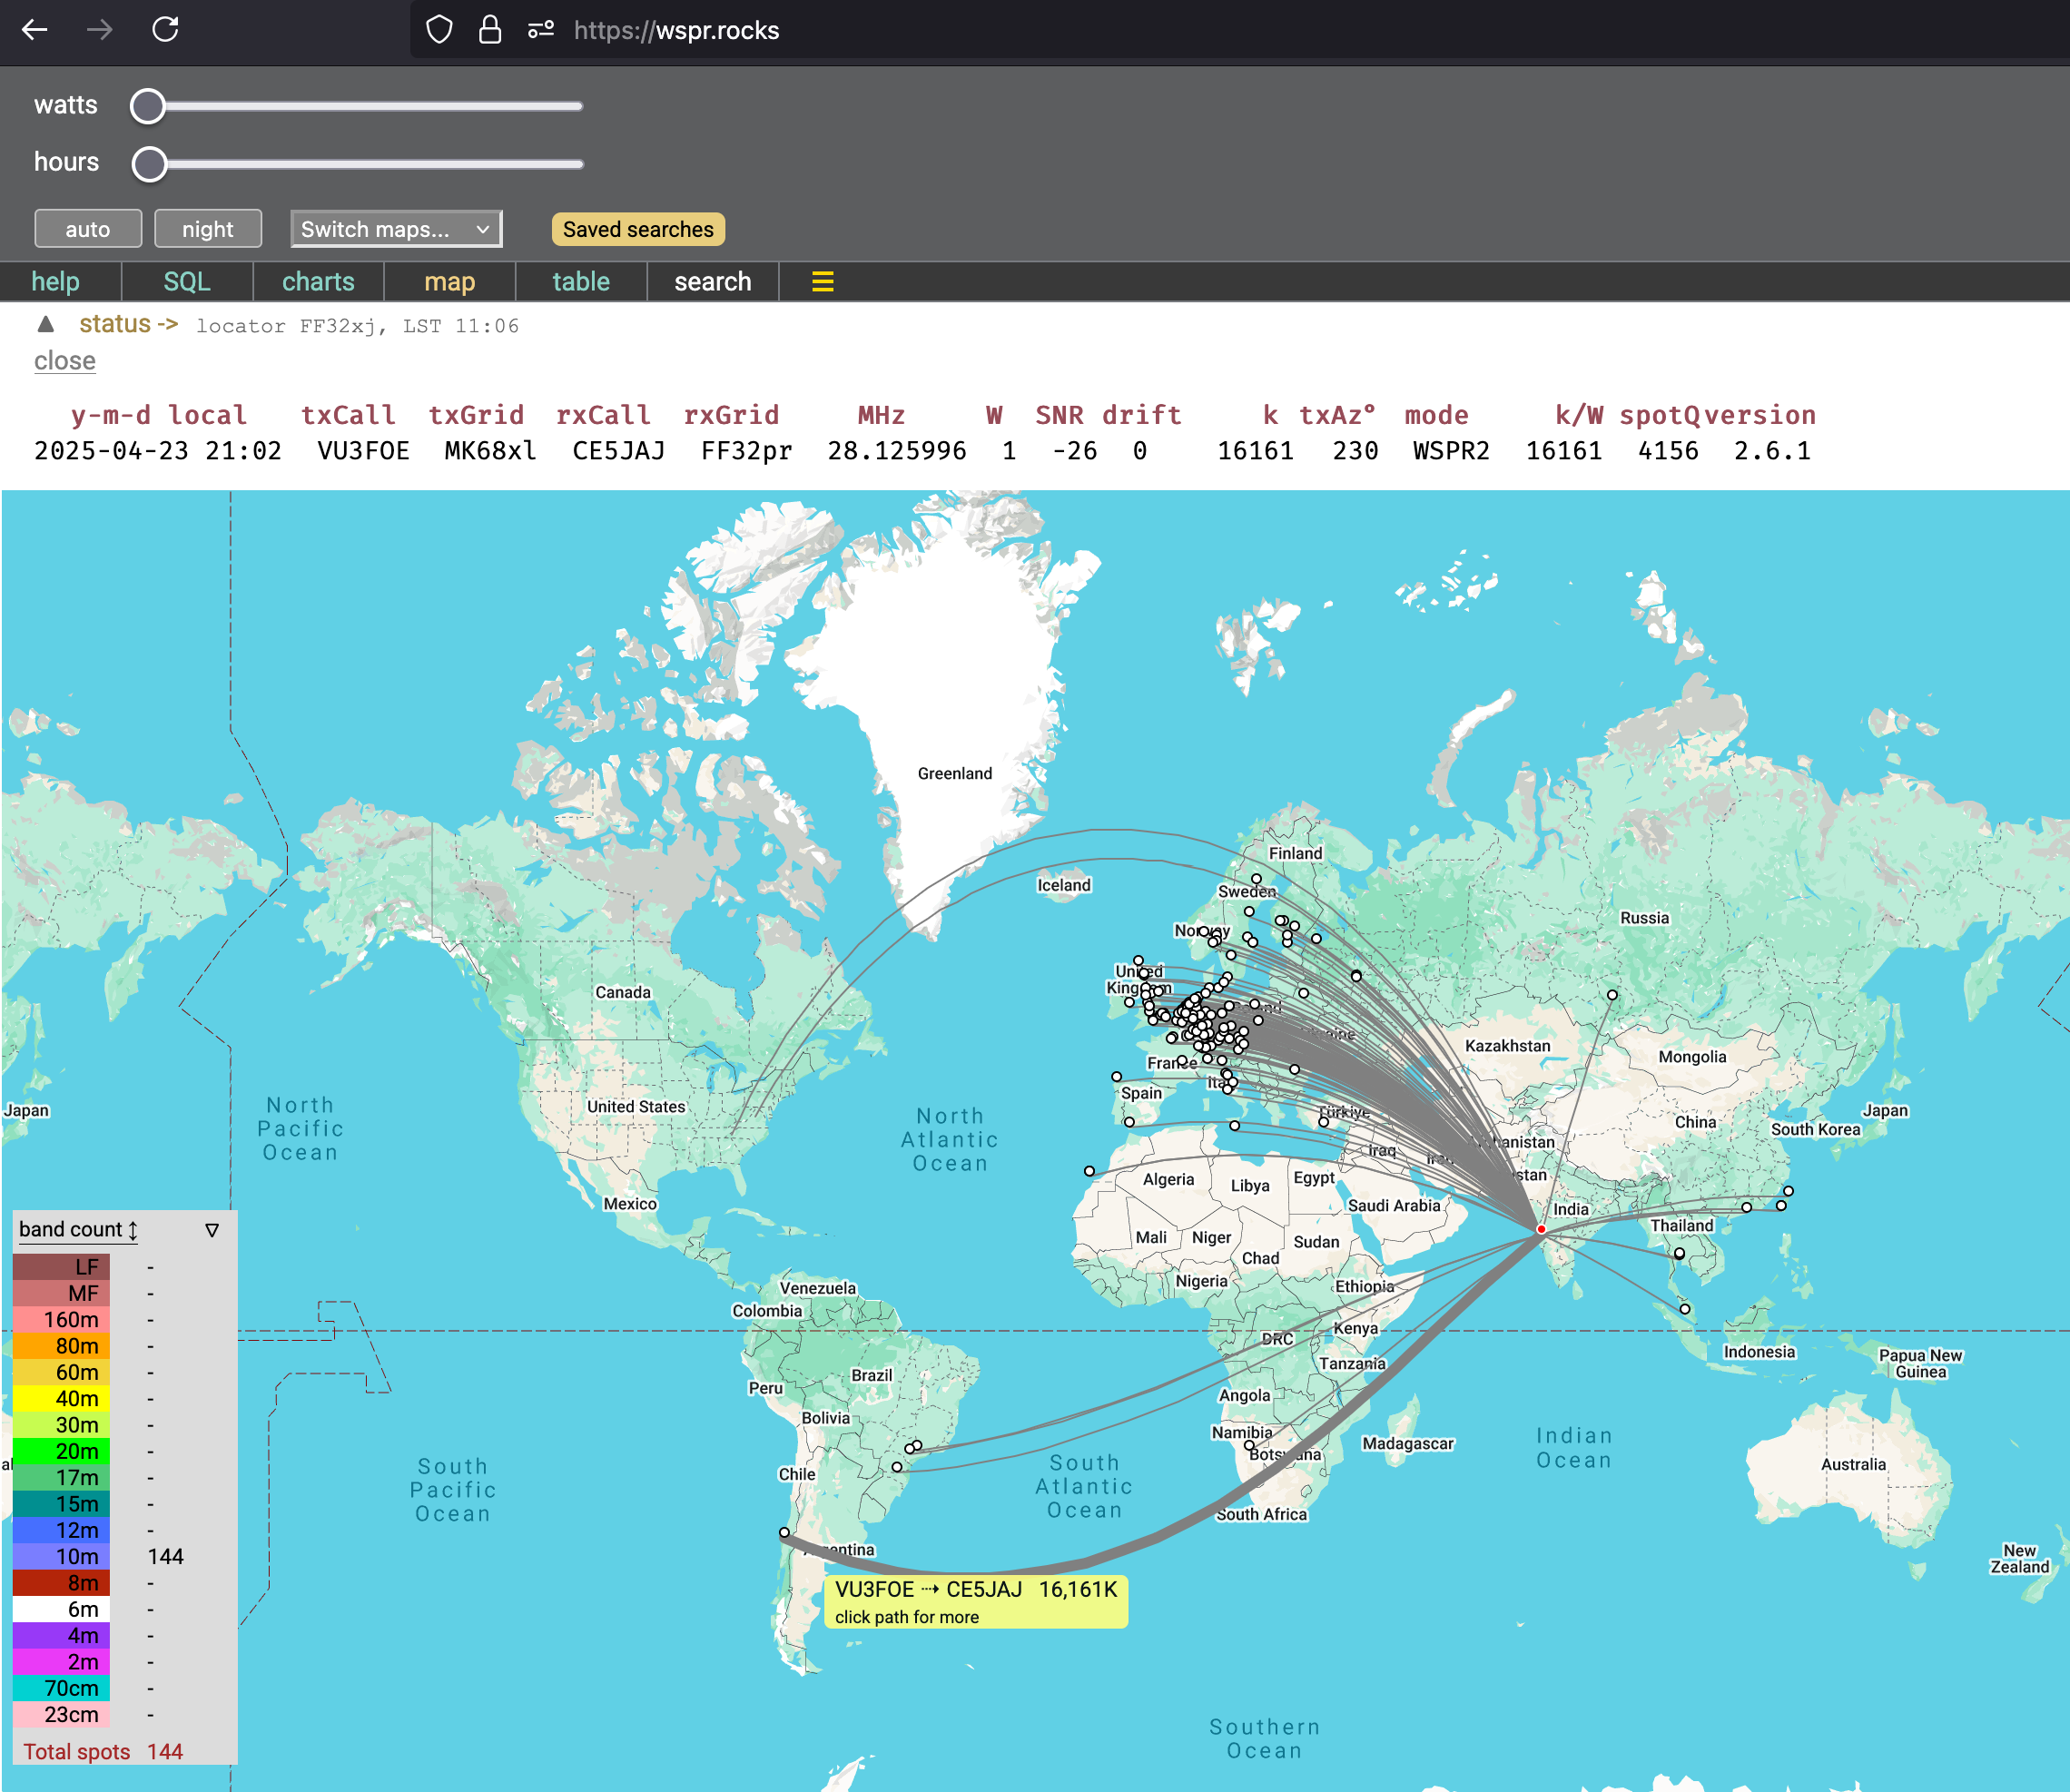 https://wspr.rocks
watts
hours
auto night Switch maps... Saved searches
help SQL charts map table search
▲ status -> locator FF32xj, LST 11:06
close
y-m-d local txCall txGrid rxCall rxGrid MHz W SNR drift k txAz° mode k/W spotQ version
2025-04-23 21:02 VU3FOE MK68xl CE5JAJ FF32pr 28.125996 1 -26 0 16161 230 WSPR2 16161 4156 2.6.1
Greenland
Finland
Iceland
Sweden
Russia
Norway
United
Kingdom
Canada
Kazakhstan
Mongolia
France
Spain
United States
North
Pacific
Ocean
North
Atlantic
Ocean
Japan
Japan
Türkiye
China
South Korea
Iraq
Algeria
Libya
Egypt
Saudi Arabia
India
Mexico
Thailand
Mali
Niger
Chad
Sudan
Nigeria
Ethiopia
Venezuela
Colombia
DRC
Kenya
Tanzania
Indonesia
Papua New
Guinea
Brazil
Peru
Angola
Bolivia
Namibia
Botswana
Madagascar
Indian
Ocean
Australia
Chile
South
Pacific
Ocean
South
Atlantic
Ocean
South Africa
Argentina
New
Zealand
VU3FOE ⇢ CE5JAJ 16,161K
click path for more
Southern
Ocean
band count ↕ ▽
LF -
MF -
160m -
80m -
60m -
40m -
30m -
20m -
17m -
15m -
12m -
10m 144
8m -
6m -
4m -
2m -
70cm -
23cm -
Total spots 144